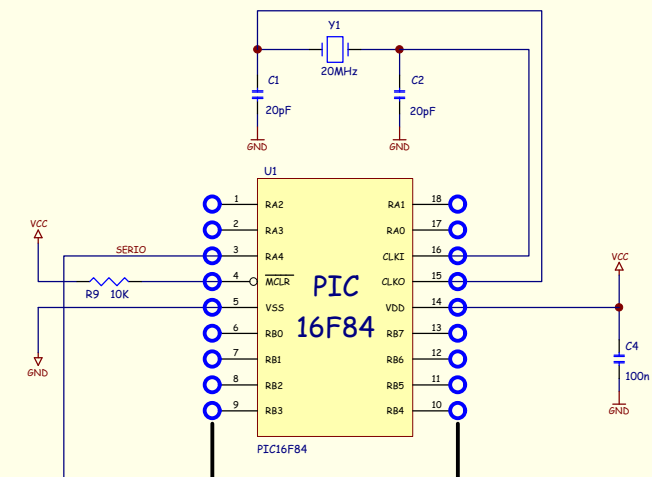 Y1
20MHz
C1
20pF
GND
C2
20pF
GND
U1
VCC
SERIO
R9 10K
GND
1 RA2
2 RA3
3 RA4
4 MCLR
5 VSS
6 RB0
7 RB1
8 RB2
9 RB3
PIC
16F84
RA1 18
RA0 17
CLKI 16
CLKO 15
VDD 14
RB7 13
RB6 12
RB5 11
RB4 10
PIC16F84
VCC
C4
100n
GND